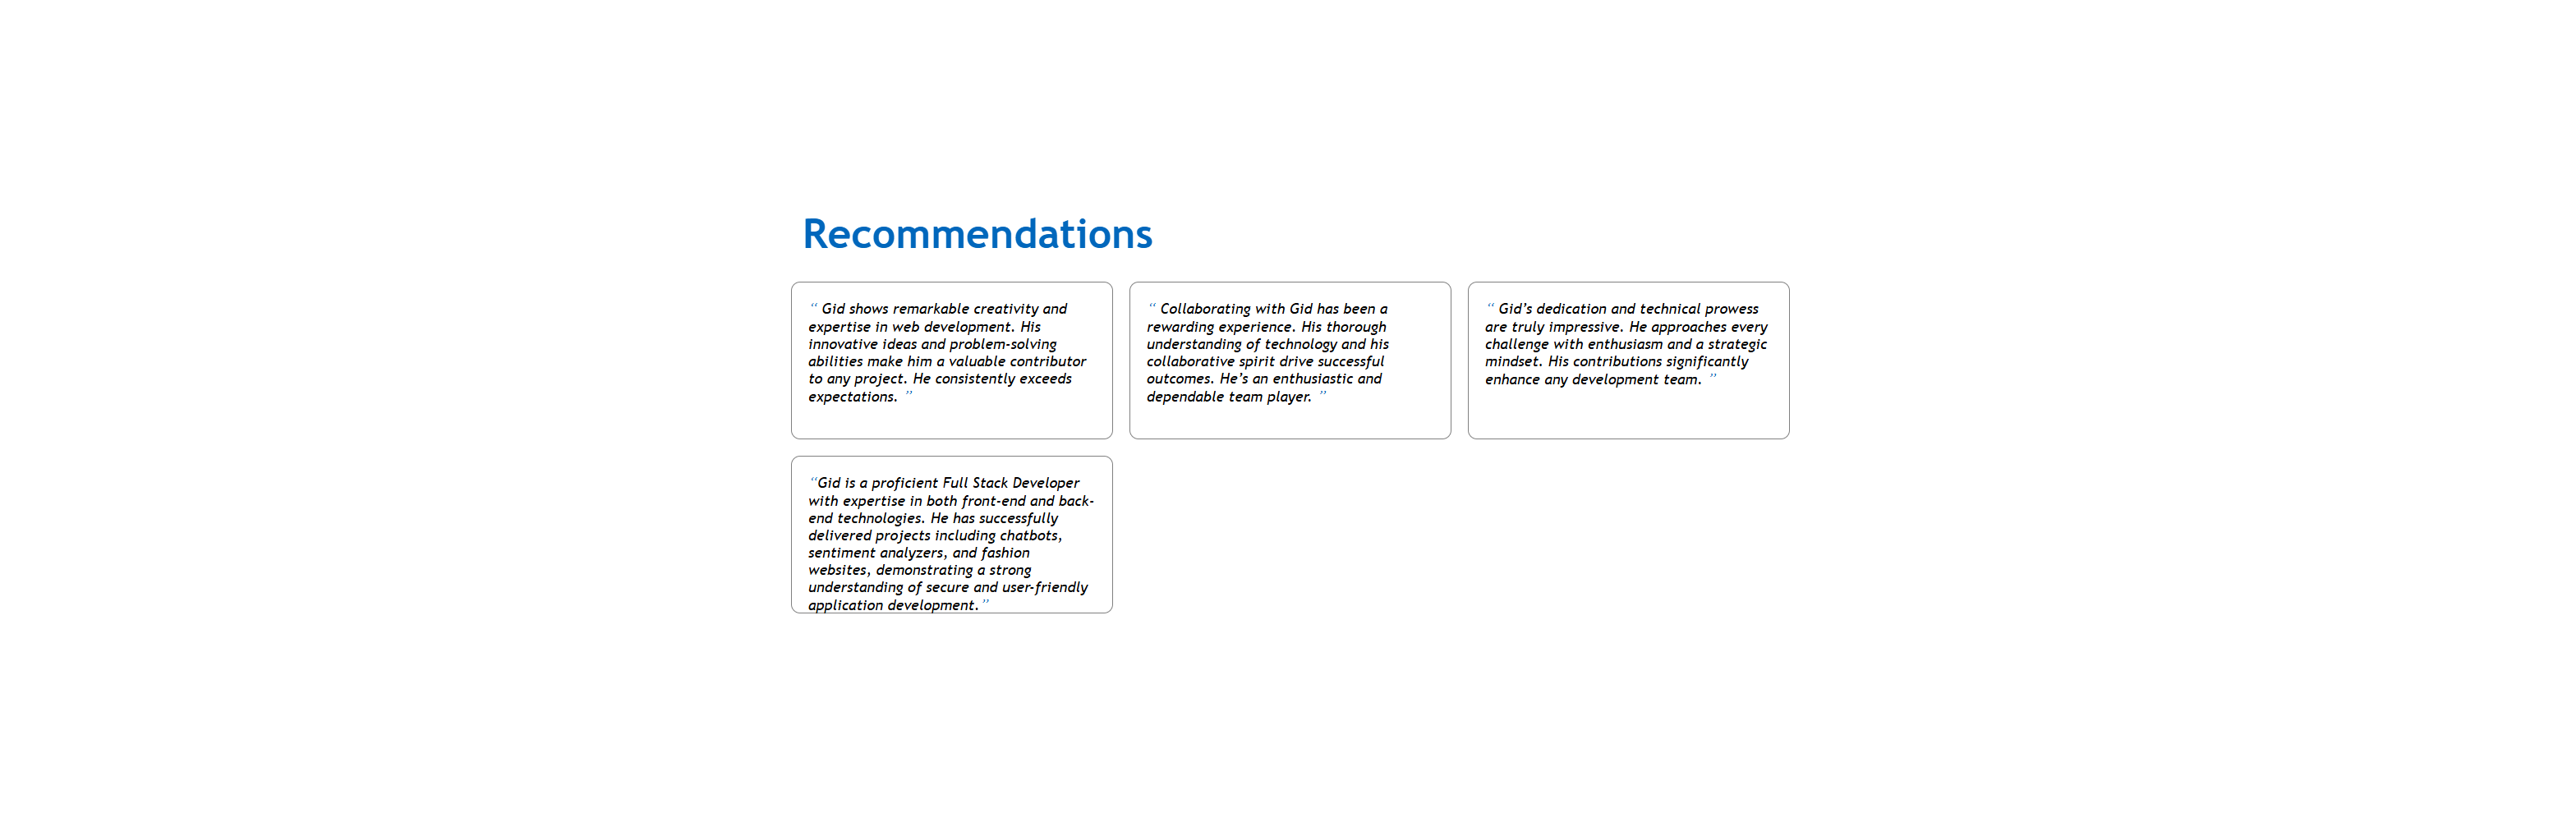 Recommendations
“ Gid shows remarkable creativity and
expertise in web development. His
innovative ideas and problem-solving
abilities make him a valuable contributor
to any project. He consistently exceeds
expectations. ”
“ Collaborating with Gid has been a
rewarding experience. His thorough
understanding of technology and his
collaborative spirit drive successful
outcomes. He’s an enthusiastic and
dependable team player. ”
“ Gid’s dedication and technical prowess
are truly impressive. He approaches every
challenge with enthusiasm and a strategic
mindset. His contributions significantly
enhance any development team. ”
“Gid is a proficient Full Stack Developer
with expertise in both front-end and back-
end technologies. He has successfully
delivered projects including chatbots,
sentiment analyzers, and fashion
websites, demonstrating a strong
understanding of secure and user-friendly
application development.”